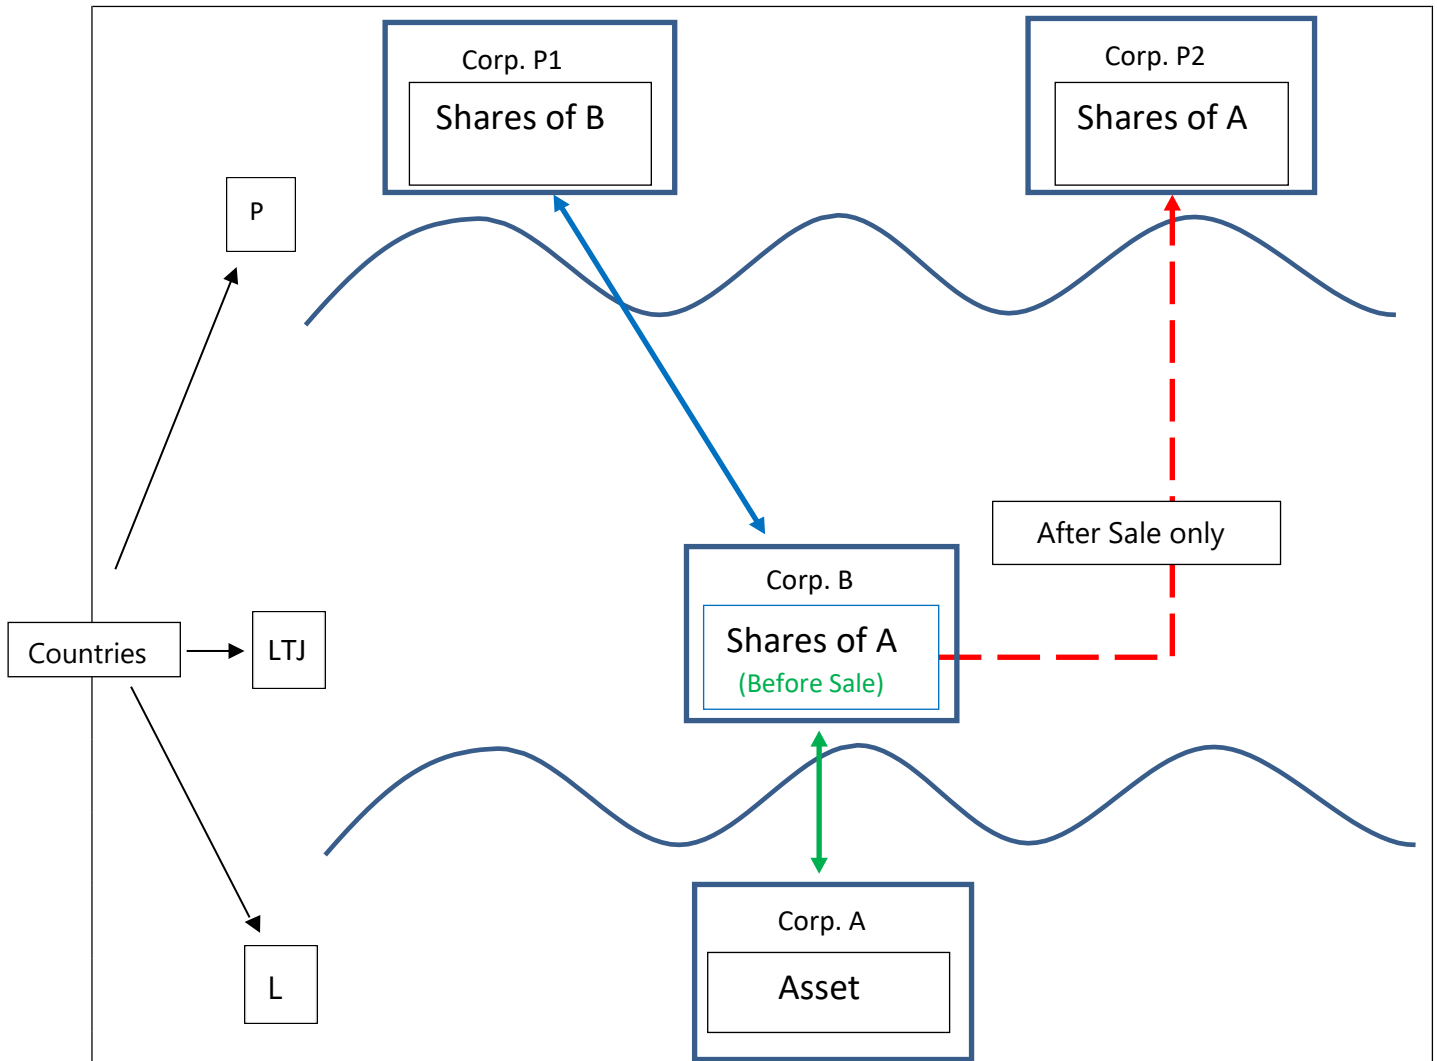 Corp. P1
Shares of B
Corp. P2
Shares of A
P
After Sale only
Countries
LTJ
Corp. B
Shares of A
(Before Sale)
L
Corp. A
Asset